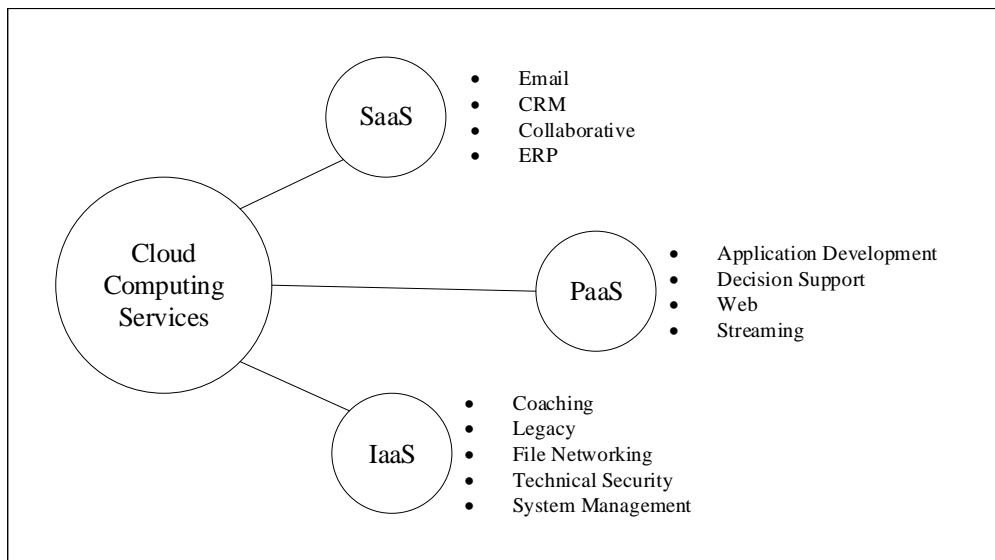 SaaS
• Email
• CRM
• Collaborative
• ERP
Cloud
Computing
Services
PaaS
• Application Development
• Decision Support
• Web
• Streaming
IaaS
• Coaching
• Legacy
• File Networking
• Technical Security
• System Management